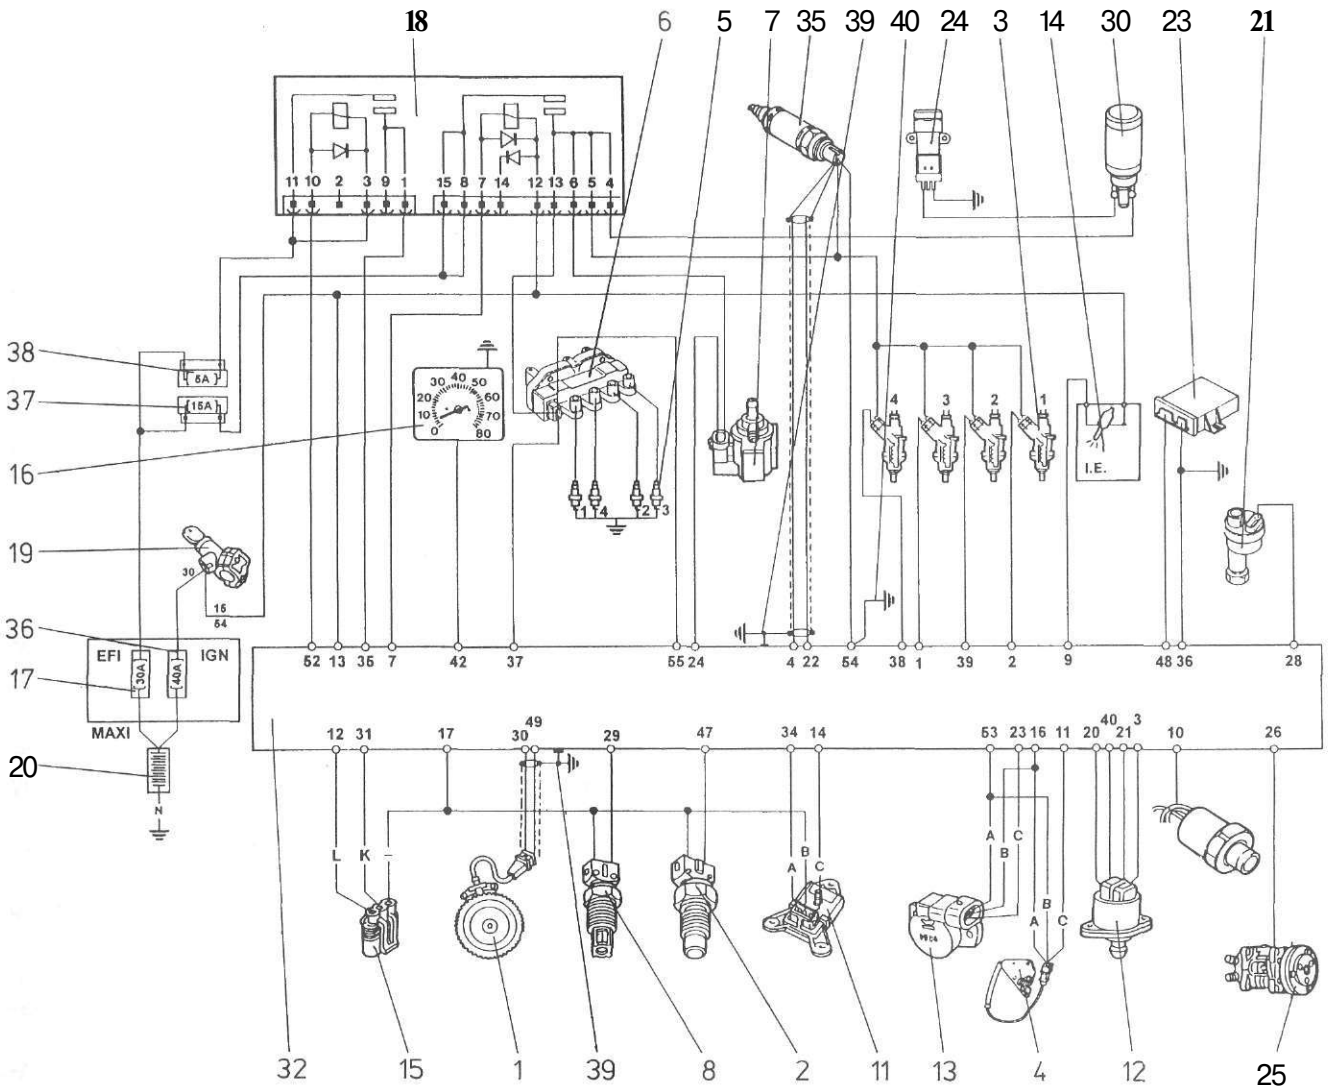 18 6 5 7 35 39 40 24 3 14 30 23 21
11 10 2 3 9 1 15 8 7 14 12 13 6 5 4
38
5A
37
15A
16
0 10 20 30 40 50 60 70 80
1 4 2 3
4 3 2 1
I.E.
19
30
15
54
36
EFI IGN
17
30A 40A
MAXI
20
N
52 13 35 7 42 37 55 24 4 22 54 38 1 39 2 9 48 36 28
12 31 17 30 49 29 47 34 14 53 23 16 11 20 40 21 3 10 26
L K –
A B C
A B C
A B C
32 15 1 39 8 2 11 13 4 12 25